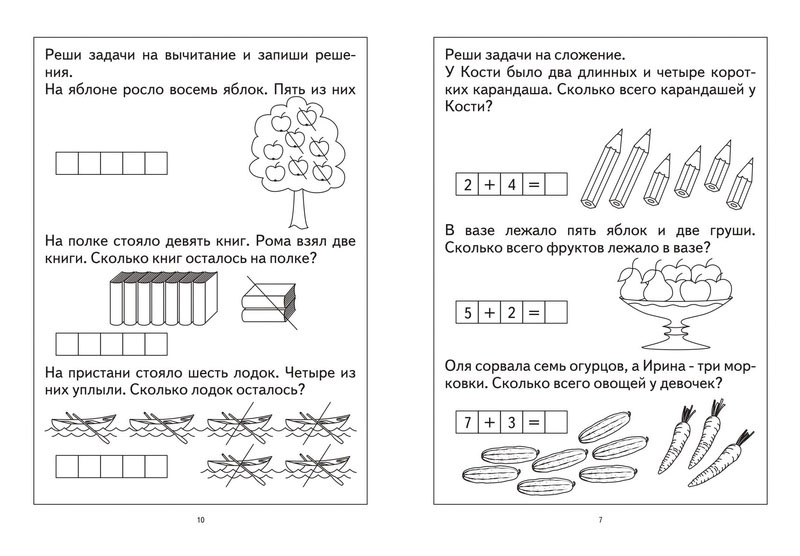 Реши задачи на вычитание и запиши реше-
ния.
На яблоне росло восемь яблок. Пять из них
На полке стояло девять книг. Рома взял две
книги. Сколько книг осталось на полке?
На пристани стояло шесть лодок. Четыре из
них уплыли. Сколько лодок осталось?
10
Реши задачи на сложение.
У Кости было два длинных и четыре корот-
ких карандаша. Сколько всего карандашей у
Кости?
2 + 4 =
В вазе лежало пять яблок и две груши.
Сколько всего фруктов лежало в вазе?
5 + 2 =
Оля сорвала семь огурцов, а Ирина - три мор-
ковки. Сколько всего овощей у девочек?
7 + 3 =
7